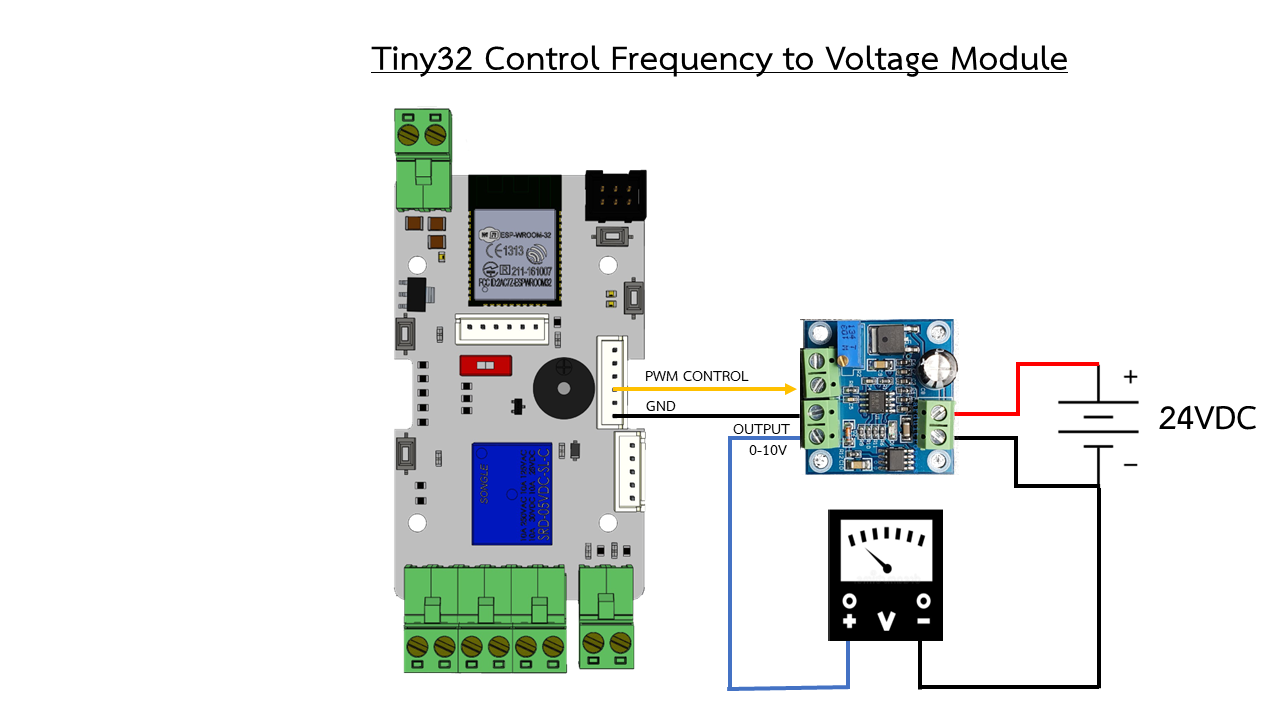 Tiny32 Control Frequency to Voltage Module
ESP-WROOM-32
CE1313
R 211-161007
FCC ID:2AC7Z-ESPWROOM32
PWM CONTROL
GND
OUTPUT
0-10V
+
24VDC
−
SONGLE
SRD-05VDC-SL-C
+ V −